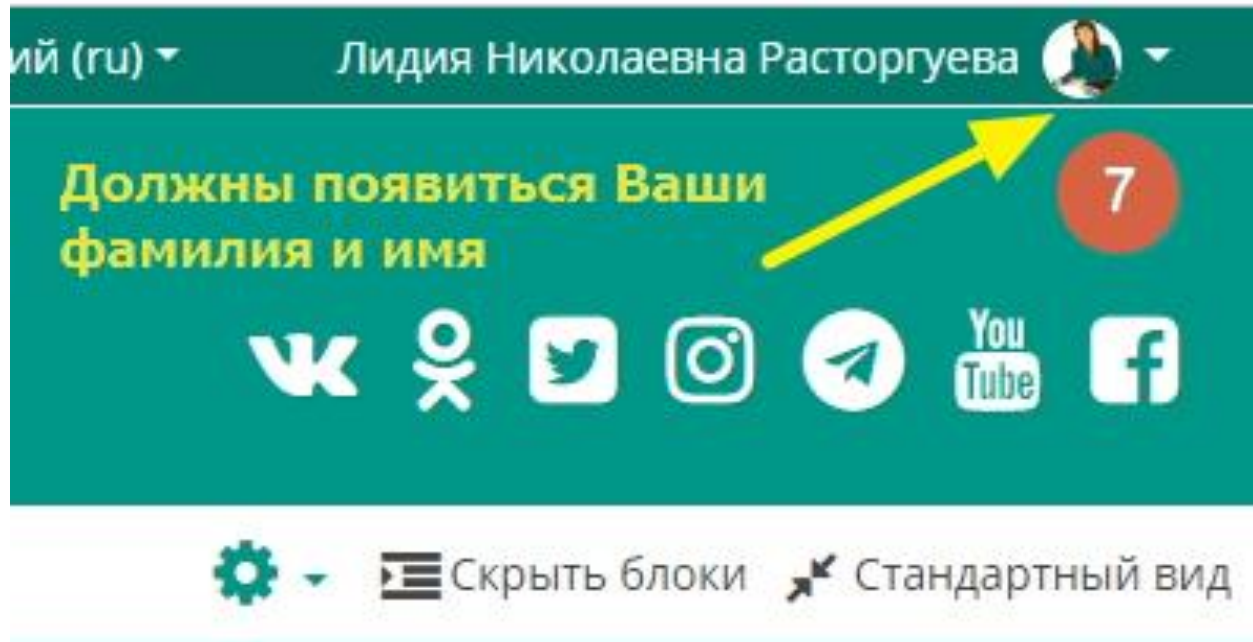 ий (ru)
Лидия Николаевна Расторгуева
Должны появиться Ваши
фамилия и имя
7
You
Tube
Скрыть блоки
Стандартный вид